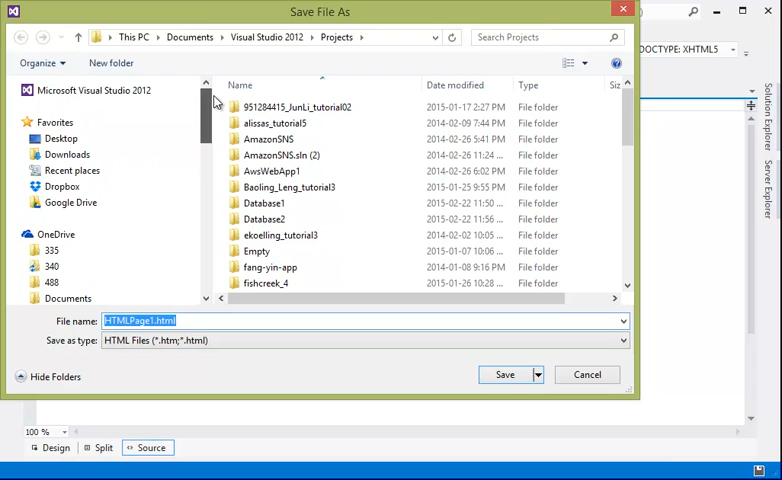 Save File As
This PC
Documents
Visual Studio 2012
Projects
Search Projects
DOCTYPE: XHTML5
Organize
New folder
Microsoft Visual Studio 2012
Favorites
Desktop
Downloads
Recent places
Dropbox
Google Drive
OneDrive
335
340
488
Documents
Name Date modified Type Siz
951284415_JunLi_tutorial02 2015-01-17 2:27 PM File folder
alissas_tutorial5 2014-02-09 7:44 PM File folder
AmazonSNS 2014-02-26 5:41 PM File folder
AmazonSNS.sln (2) 2014-02-26 11:24 ... File folder
AwsWebApp1 2014-02-26 6:02 PM File folder
Baoling_Leng_tutorial3 2015-01-25 9:55 PM File folder
Database1 2015-02-22 11:50 ... File folder
Database2 2015-02-22 11:56 ... File folder
ekoelling_tutorial3 2015-02-02 10:05 ... File folder
Empty 2015-01-07 10:06 ... File folder
fang-yin-app 2014-01-08 9:16 PM File folder
fishcreek_4 2015-01-26 10:28 ... File folder
File name: HTMLPage1.html
Save as type: HTML Files (*.htm;*.html)
Hide Folders
Save
Cancel
Solution Explorer
Server Explorer
100 %
Design
Split
Source